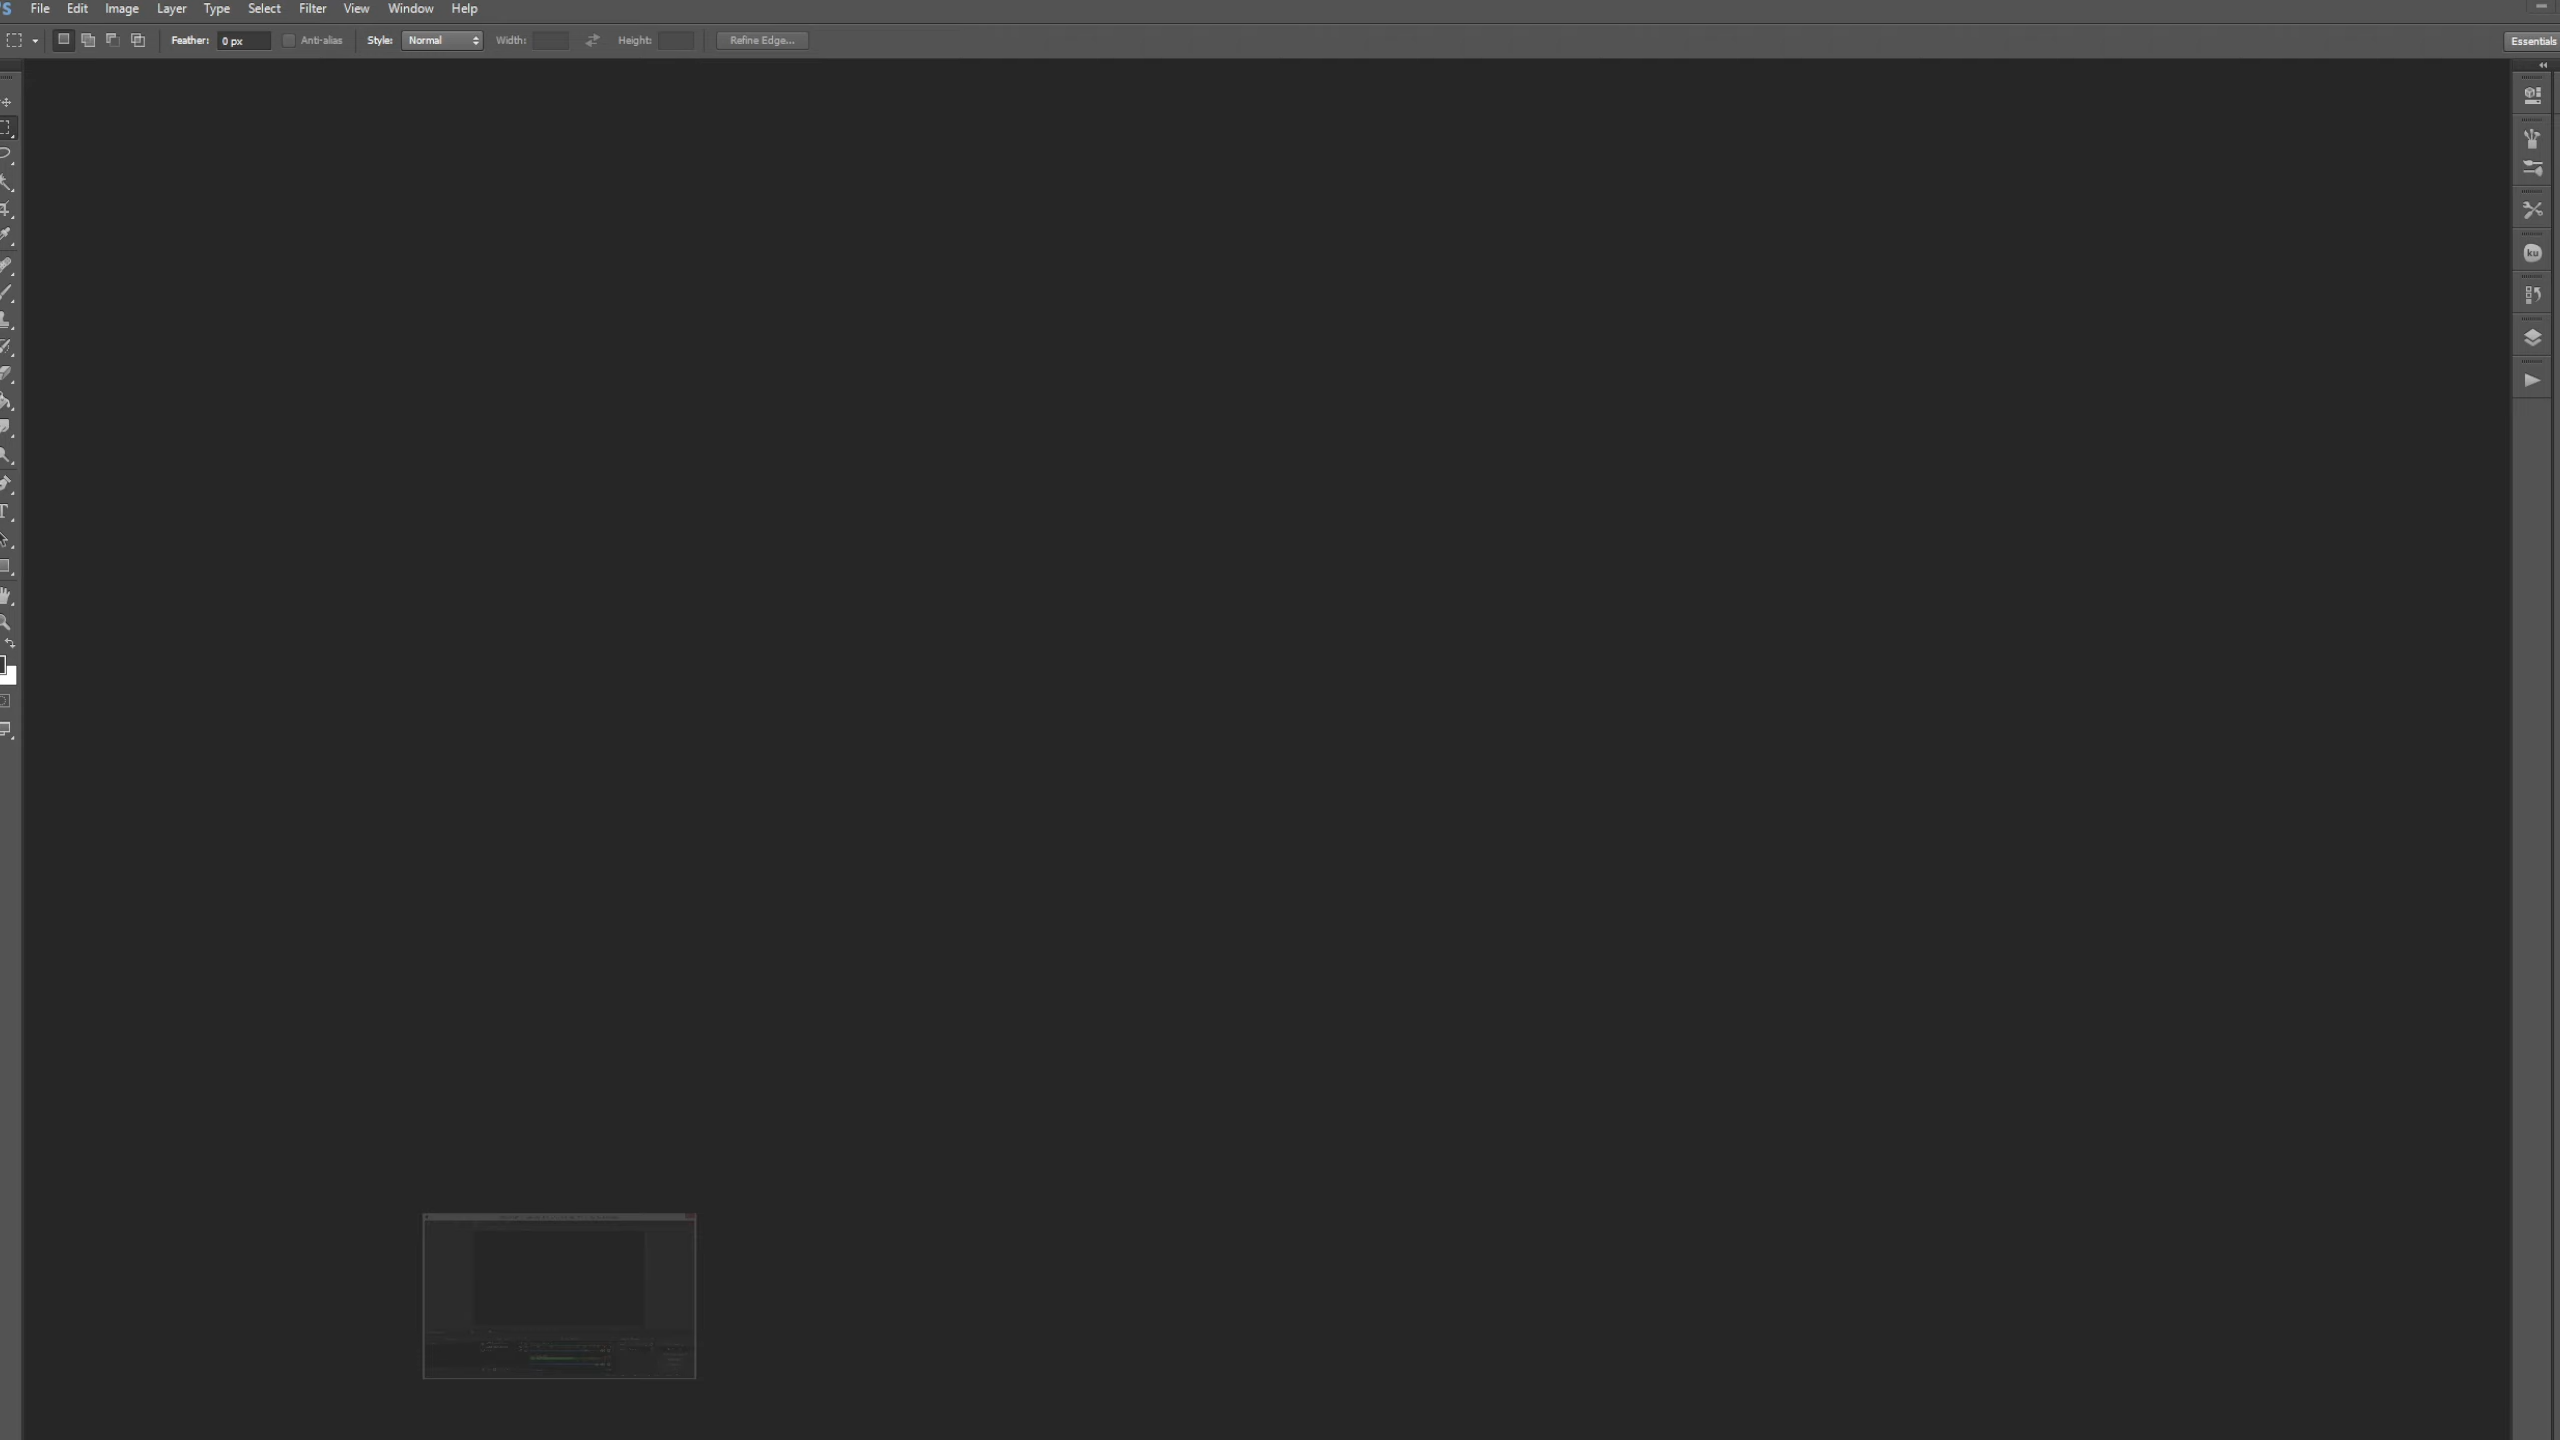 File Edit Image Layer Type Select Filter View Window Help
Feather: 0 px Anti-alias Style: Normal Width: Height: Refine Edge... Essentials
ku